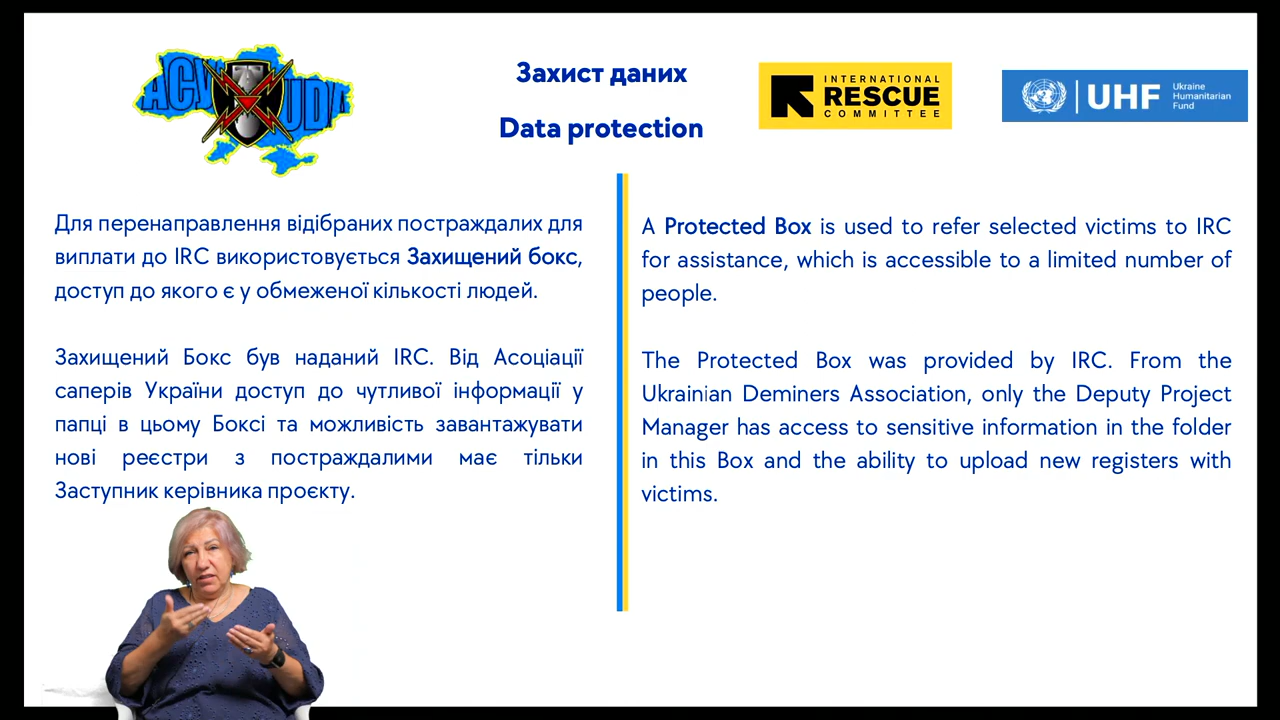 АСУ UDA
Захист даних
Data protection
INTERNATIONAL
RESCUE
COMMITTEE
UHF
Ukraine
Humanitarian
Fund
Для перенаправлення відібраних постраждалих для
виплати до IRC використовується Захищений бокс,
доступ до якого є у обмеженої кількості людей.
Захищений Бокс був наданий IRC. Від Асоціації
саперів України доступ до чутливої інформації у
папці в цьому Боксі та можливість завантажувати
нові реєстри з постраждалими має тільки
Заступник керівника проєкту.
A Protected Box is used to refer selected victims to IRC
for assistance, which is accessible to a limited number of
people.
The Protected Box was provided by IRC. From the
Ukrainian Deminers Association, only the Deputy Project
Manager has access to sensitive information in the folder
in this Box and the ability to upload new registers with
victims.